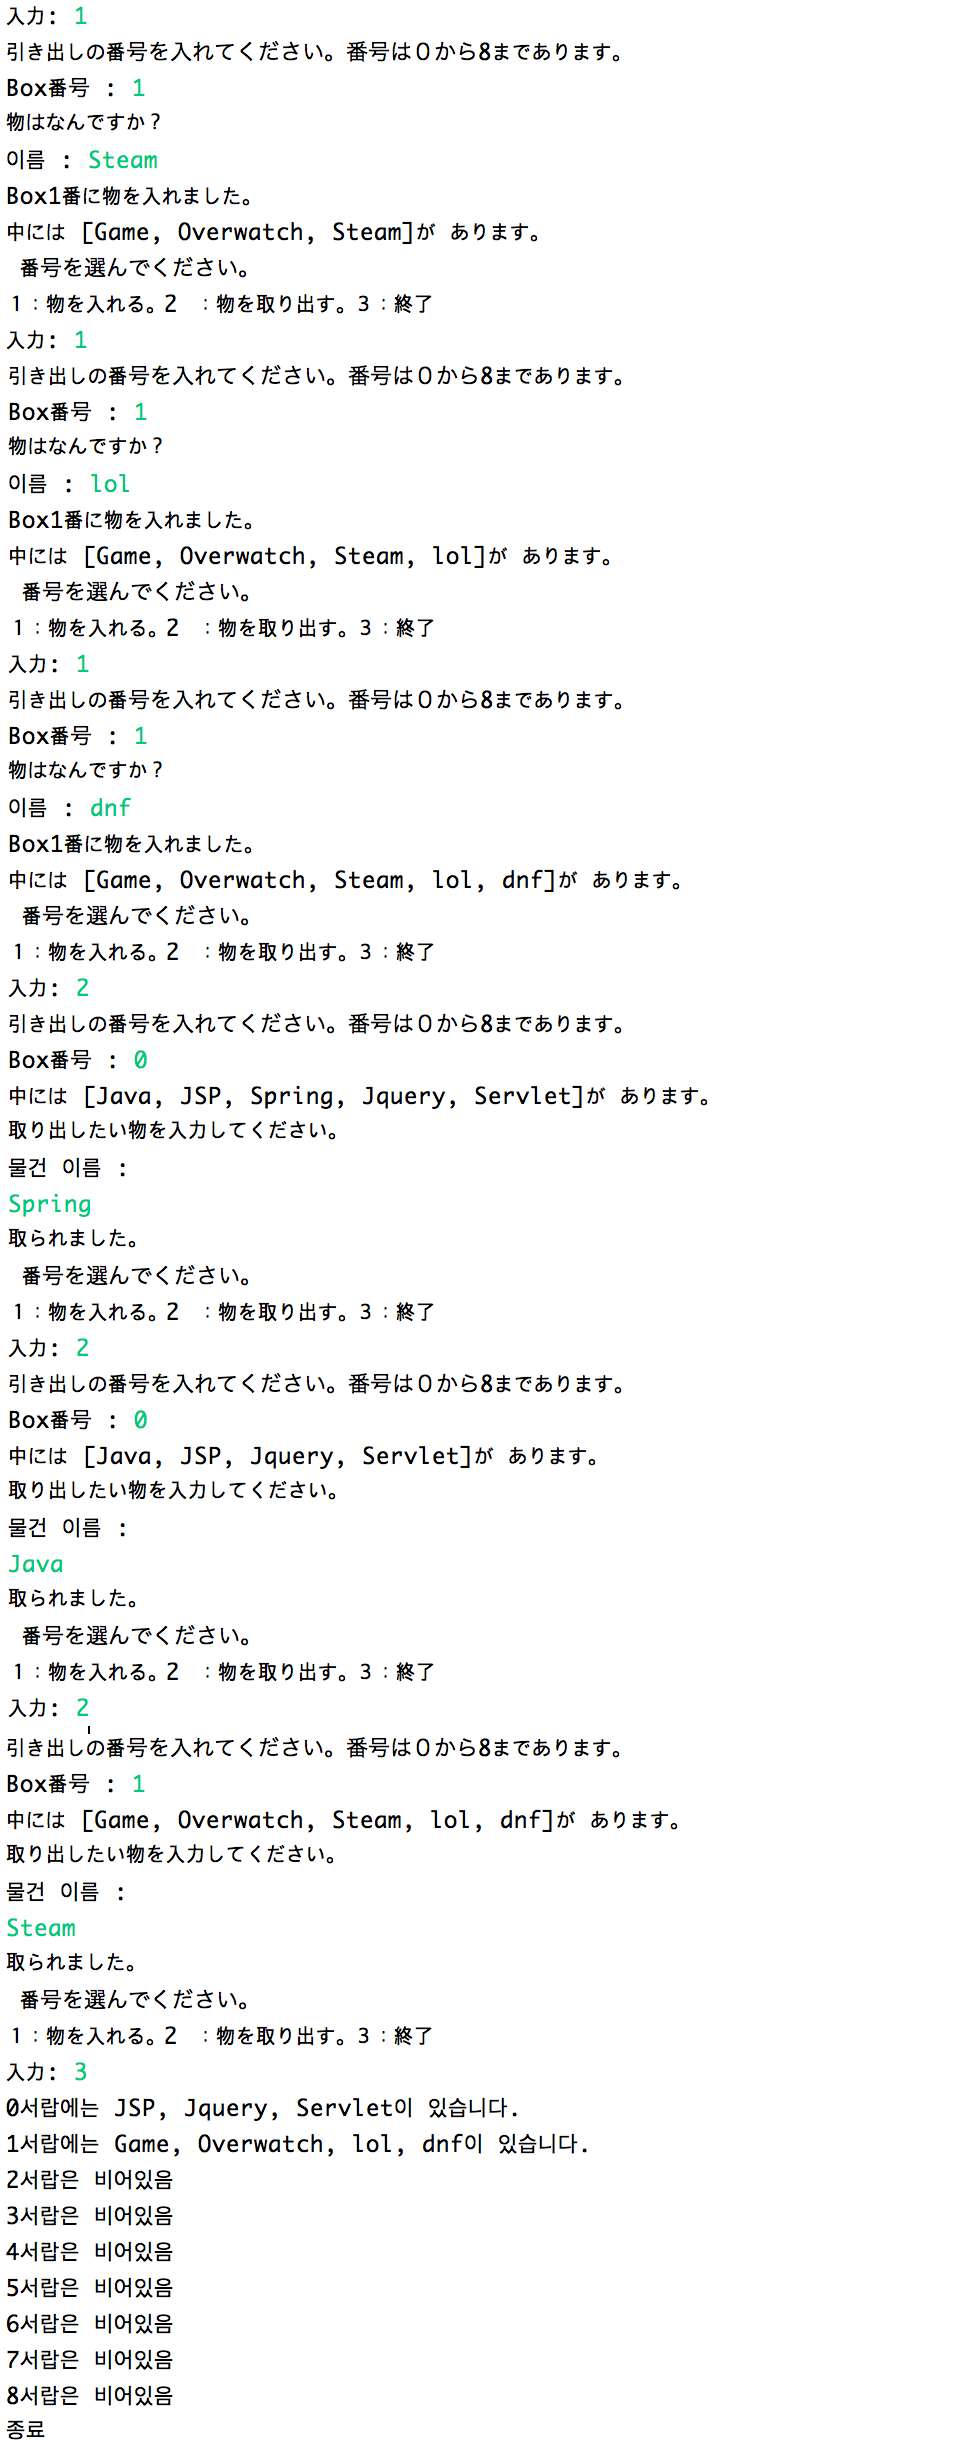 入力: 1
引き出しの番号を入れてください。番号は０から8まであります。
Box番号 : 1
物はなんですか？
이름 : Steam
Box1番に物を入れました。
中には [Game, Overwatch, Steam]が あります。
番号を選んでください。
１：物を入れる。2 ：物を取り出す。３：終了
入力: 1
引き出しの番号を入れてください。番号は０から8まであります。
Box番号 : 1
物はなんですか？
이름 : lol
Box1番に物を入れました。
中には [Game, Overwatch, Steam, lol]が あります。
番号を選んでください。
１：物を入れる。2 ：物を取り出す。３：終了
入力: 1
引き出しの番号を入れてください。番号は０から8まであります。
Box番号 : 1
物はなんですか？
이름 : dnf
Box1番に物を入れました。
中には [Game, Overwatch, Steam, lol, dnf]が あります。
番号を選んでください。
１：物を入れる。2 ：物を取り出す。３：終了
入力: 2
引き出しの番号を入れてください。番号は０から8まであります。
Box番号 : 0
中には [Java, JSP, Spring, Jquery, Servlet]が あります。
取り出したい物を入力してください。
물건 이름 :
Spring
取られました。
番号を選んでください。
１：物を入れる。2 ：物を取り出す。３：終了
入力: 2
引き出しの番号を入れてください。番号は０から8まであります。
Box番号 : 0
中には [Java, JSP, Jquery, Servlet]が あります。
取り出したい物を入力してください。
물건 이름 :
Java
取られました。
番号を選んでください。
１：物を入れる。2 ：物を取り出す。３：終了
入力: 2
引き出しの番号を入れてください。番号は０から8まであります。
Box番号 : 1
中には [Game, Overwatch, Steam, lol, dnf]が あります。
取り出したい物を入力してください。
물건 이름 :
Steam
取られました。
番号を選んでください。
１：物を入れる。2 ：物を取り出す。３：終了
入力: 3
0서랍에는 JSP, Jquery, Servlet이 있습니다.
1서랍에는 Game, Overwatch, lol, dnf이 있습니다.
2서랍은 비어있음
3서랍은 비어있음
4서랍은 비어있음
5서랍은 비어있음
6서랍은 비어있음
7서랍은 비어있음
8서랍은 비어있음
종료